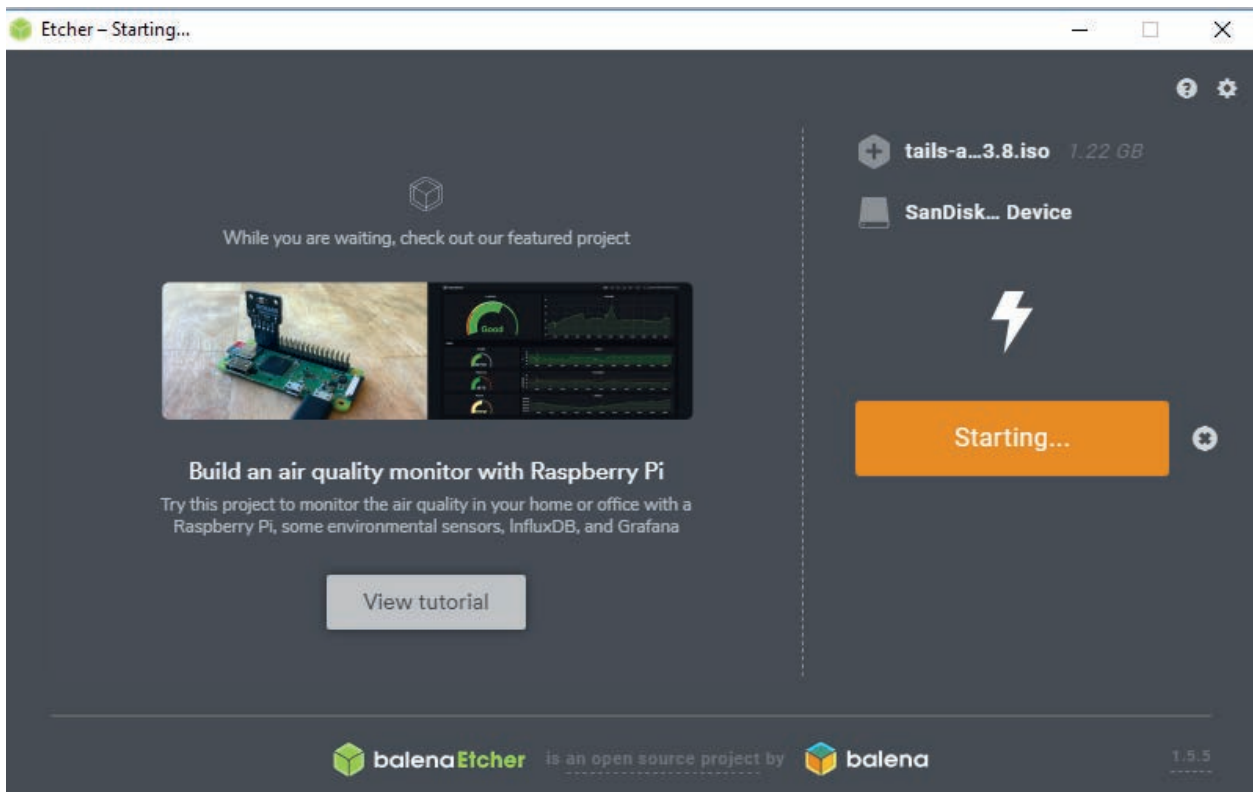 Etcher – Starting...
While you are waiting, check out our featured project
Good
Build an air quality monitor with Raspberry Pi
Try this project to monitor the air quality in your home or office with a
Raspberry Pi, some environmental sensors, InfluxDB, and Grafana
View tutorial
tails-a...3.8.iso 1.22 GB
SanDisk... Device
Starting...
balenaEtcher is an open source project by balena 1.5.5